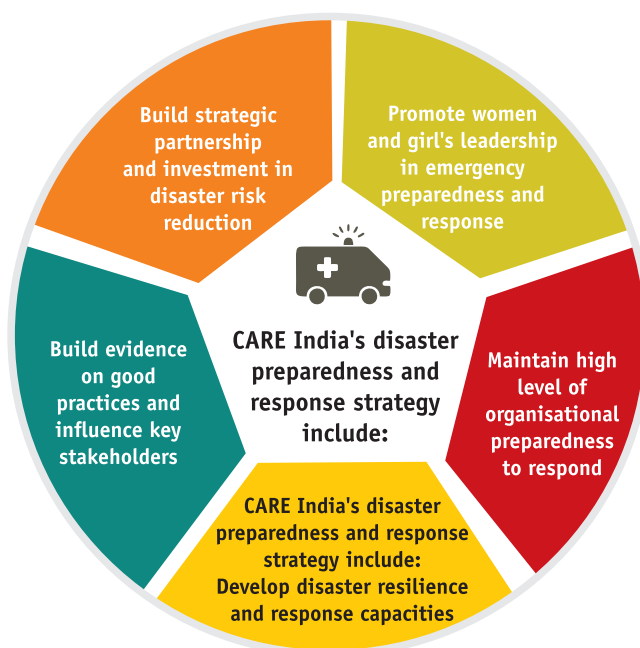 Build strategic
partnership
and investment in
disaster risk
reduction
Promote women
and girl's leadership
in emergency
preparedness and
response
CARE India's disaster
preparedness and
response strategy
include:
Build evidence
on good
practices and
influence key
stakeholders
Maintain high
level of
organisational
preparedness
to respond
CARE India's disaster
preparedness and response
strategy include:
Develop disaster resilience
and response capacities